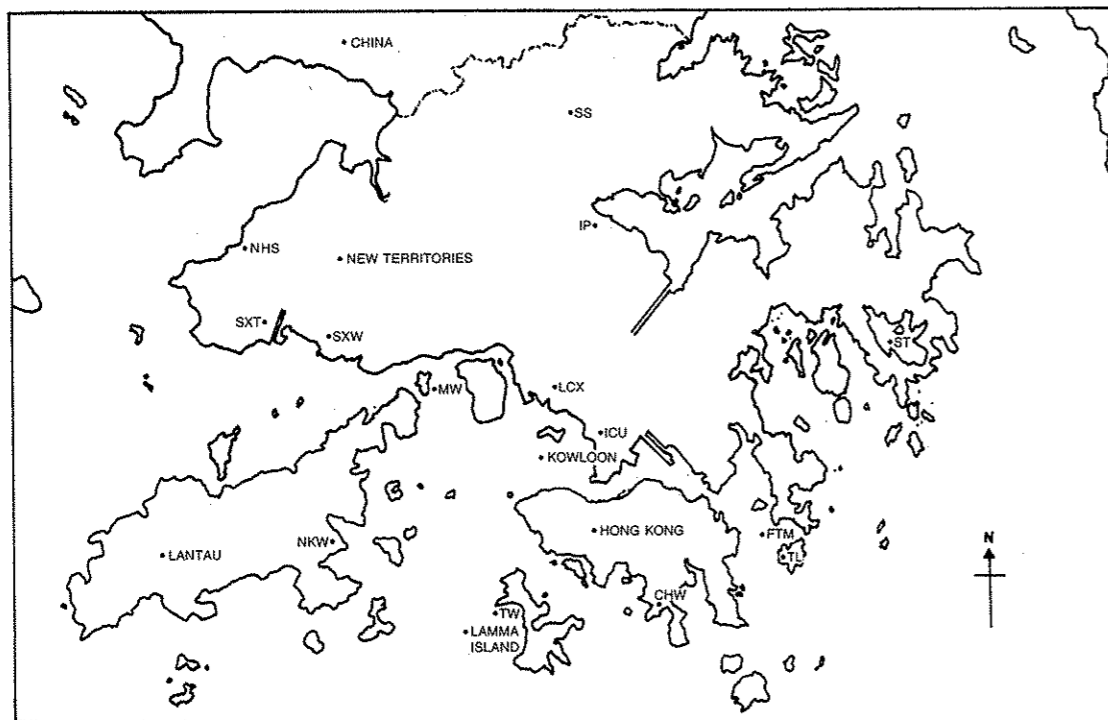 CHINA
SS
IP
NHS
NEW TERRITORIES
SXT
SXW
ST
MW
LCX
ICU
KOWLOON
HONG KONG
FTM
N
NKW
LANTAU
TL
CHW
TW
LAMMA
ISLAND